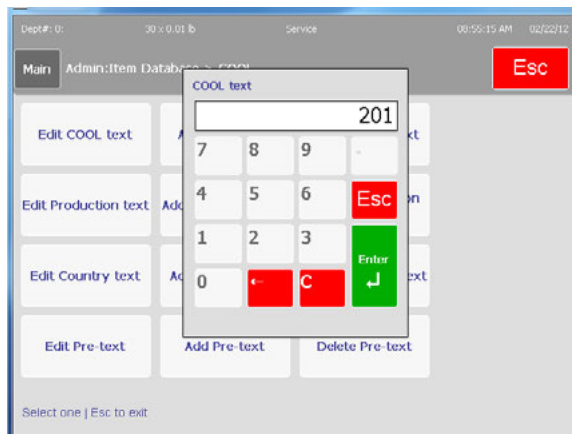 Dept#: 0: 30 x 0.01 lb Service 08:55:15 AM 02/22/12
Main Admin:Item Database > COOL Esc
COOL text
201
Edit COOL text
7 8 9 -
Edit Production text
4 5 6 Esc
1 2 3 Enter
Edit Country text
0 ← C
Edit Pre-text Add Pre-text Delete Pre-text
Select one | Esc to exit